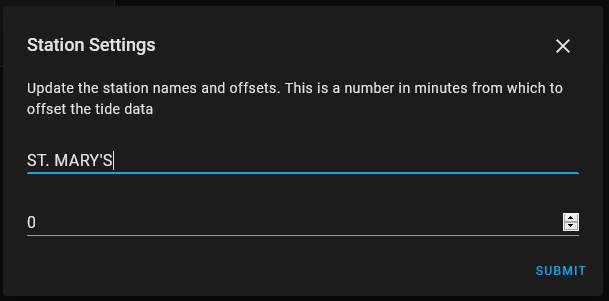 Station Settings
Update the station names and offsets. This is a number in minutes from which to
offset the tide data
ST. MARY'S
0
SUBMIT